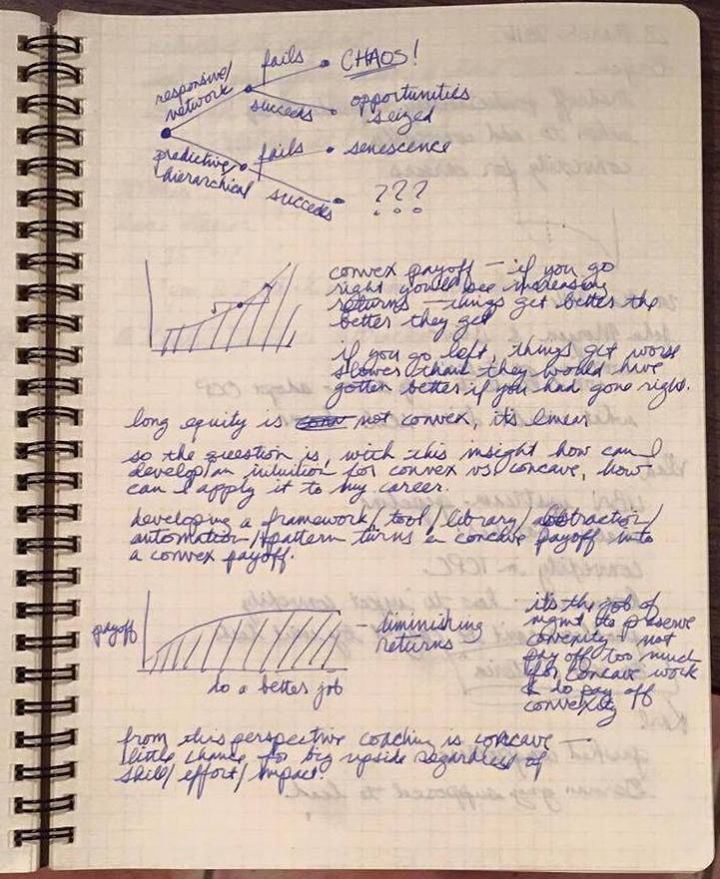 fails
CHAOS!
responsive/
network
succeeds
opportunities
seized
predictive
hierarchical
fails
senescence
succeeds
???
convex payoff — if you go
right you'd see increasing
returns — things get better the
better they get
if you go left, things get worse
slower than they would have
gotten better if you had gone right.
long equity is conv not convex, it's linear
so the question is, with this insight how can I
develop an intuition for convex vs concave, how
can I apply it to my career.
developing a framework/tool/library/abstraction/
automation/pattern turns a concave payoff into
a convex payoff.
payoff
– diminishing
returns
do a better job
it's the job of
mgmt to preserve
convexity, not
pay off too much
for concave work
& do pay off
convexity
from this perspective coaching is concave —
little chance for big upside regardless of
skill/effort/impact.